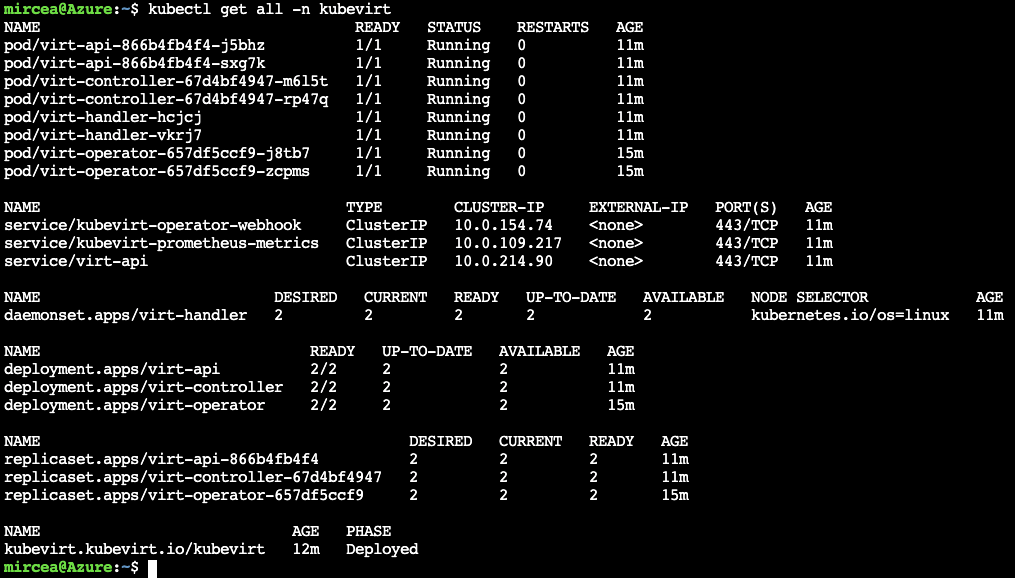 mircea@Azure:~$ kubectl get all -n kubevirt
NAME READY STATUS RESTARTS AGE
pod/virt-api-866b4fb4f4-j5bhz 1/1 Running 0 11m
pod/virt-api-866b4fb4f4-sxg7k 1/1 Running 0 11m
pod/virt-controller-67d4bf4947-m6l5t 1/1 Running 0 11m
pod/virt-controller-67d4bf4947-rp47q 1/1 Running 0 11m
pod/virt-handler-hcjcj 1/1 Running 0 11m
pod/virt-handler-vkrj7 1/1 Running 0 11m
pod/virt-operator-657df5ccf9-j8tb7 1/1 Running 0 15m
pod/virt-operator-657df5ccf9-zcpms 1/1 Running 0 15m
NAME TYPE CLUSTER-IP EXTERNAL-IP PORT(S) AGE
service/kubevirt-operator-webhook ClusterIP 10.0.154.74 <none> 443/TCP 11m
service/kubevirt-prometheus-metrics ClusterIP 10.0.109.217 <none> 443/TCP 11m
service/virt-api ClusterIP 10.0.214.90 <none> 443/TCP 11m
NAME DESIRED CURRENT READY UP-TO-DATE AVAILABLE NODE SELECTOR AGE
daemonset.apps/virt-handler 2 2 2 2 2 kubernetes.io/os=linux 11m
NAME READY UP-TO-DATE AVAILABLE AGE
deployment.apps/virt-api 2/2 2 2 11m
deployment.apps/virt-controller 2/2 2 2 11m
deployment.apps/virt-operator 2/2 2 2 15m
NAME DESIRED CURRENT READY AGE
replicaset.apps/virt-api-866b4fb4f4 2 2 2 11m
replicaset.apps/virt-controller-67d4bf4947 2 2 2 11m
replicaset.apps/virt-operator-657df5ccf9 2 2 2 15m
NAME AGE PHASE
kubevirt.kubevirt.io/kubevirt 12m Deployed
mircea@Azure:~$